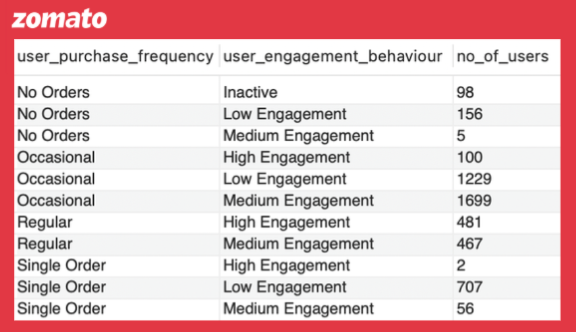 zomato
user_purchase_frequency user_engagement_behaviour no_of_users
No Orders Inactive 98
No Orders Low Engagement 156
No Orders Medium Engagement 5
Occasional High Engagement 100
Occasional Low Engagement 1229
Occasional Medium Engagement 1699
Regular High Engagement 481
Regular Medium Engagement 467
Single Order High Engagement 2
Single Order Low Engagement 707
Single Order Medium Engagement 56